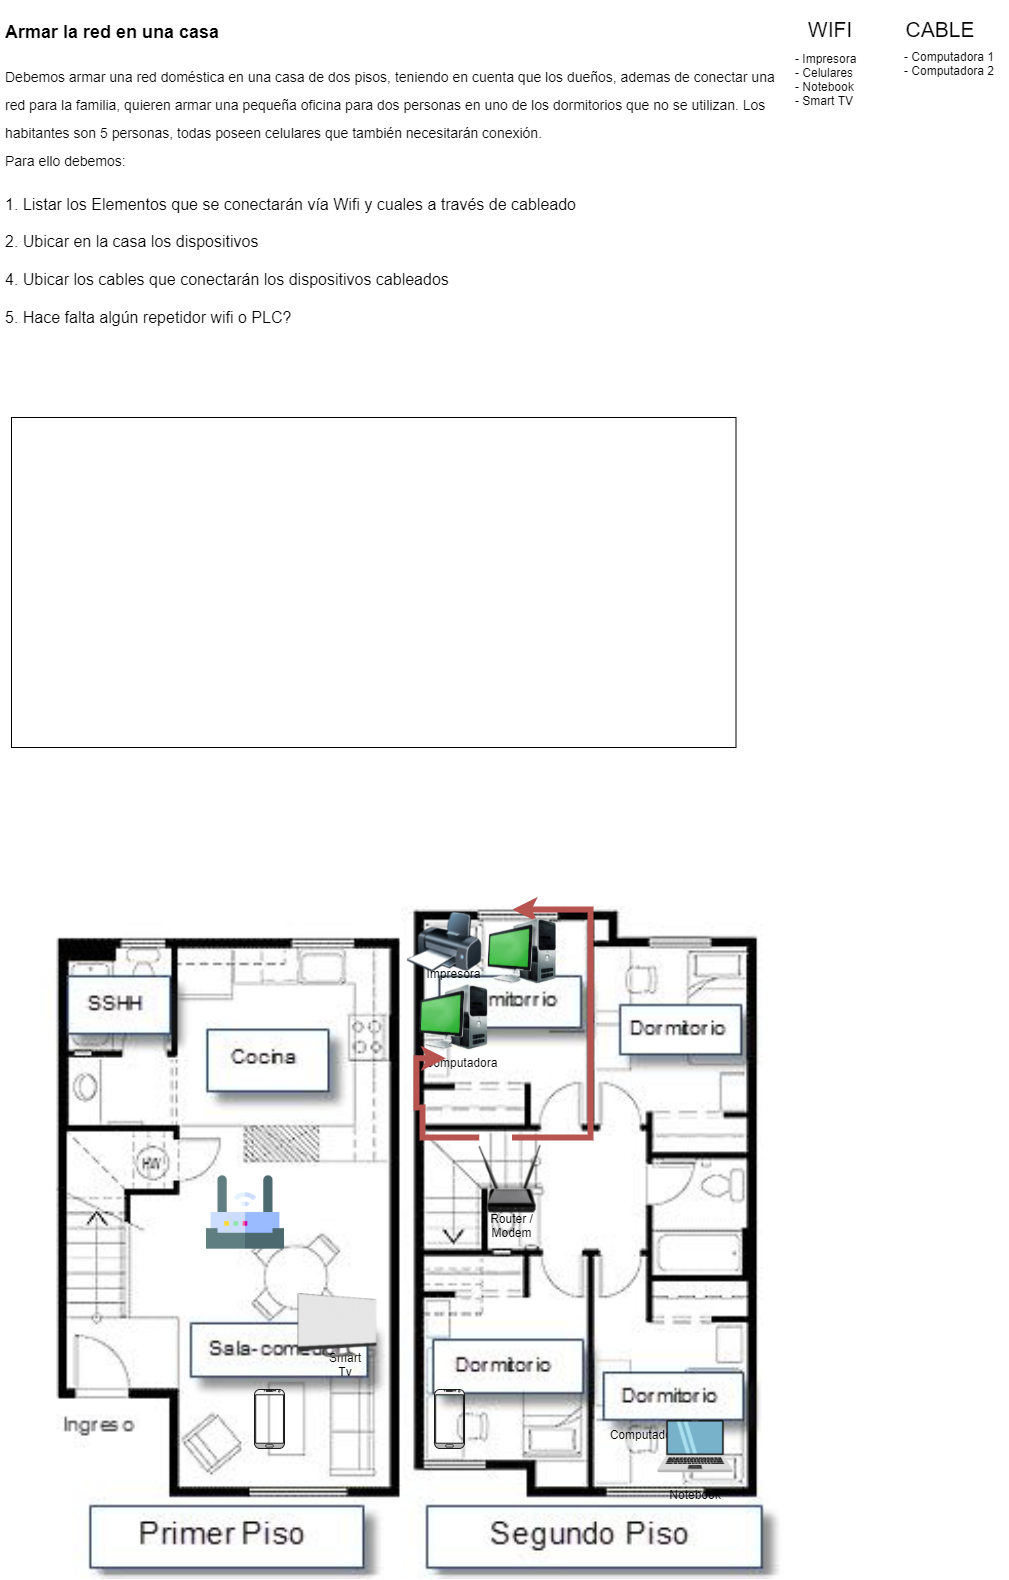 Armar la red en una casa
Debemos armar una red doméstica en una casa de dos pisos, teniendo en cuenta que los dueños, ademas de conectar una
red para la familia, quieren armar una pequeña oficina para dos personas en uno de los dormitorios que no se utilizan. Los
habitantes son 5 personas, todas poseen celulares que también necesitarán conexión.
Para ello debemos:
1. Listar los Elementos que se conectarán vía Wifi y cuales a través de cableado
2. Ubicar en la casa los dispositivos
4. Ubicar los cables que conectarán los dispositivos cableados
5. Hace falta algún repetidor wifi o PLC?
WIFI
- Impresora
- Celulares
- Notebook
- Smart TV
CABLE
- Computadora 1
- Computadora 2
SSHH
Cocina
HW
Sala-comed
Smart
Tv
Ingreso
Primer Piso
Impresora
mitorrio
omputadora
Dormitorio
Router /
Modem
Dormitorio
Dormitorio
Computad
Notebook
Segundo Piso